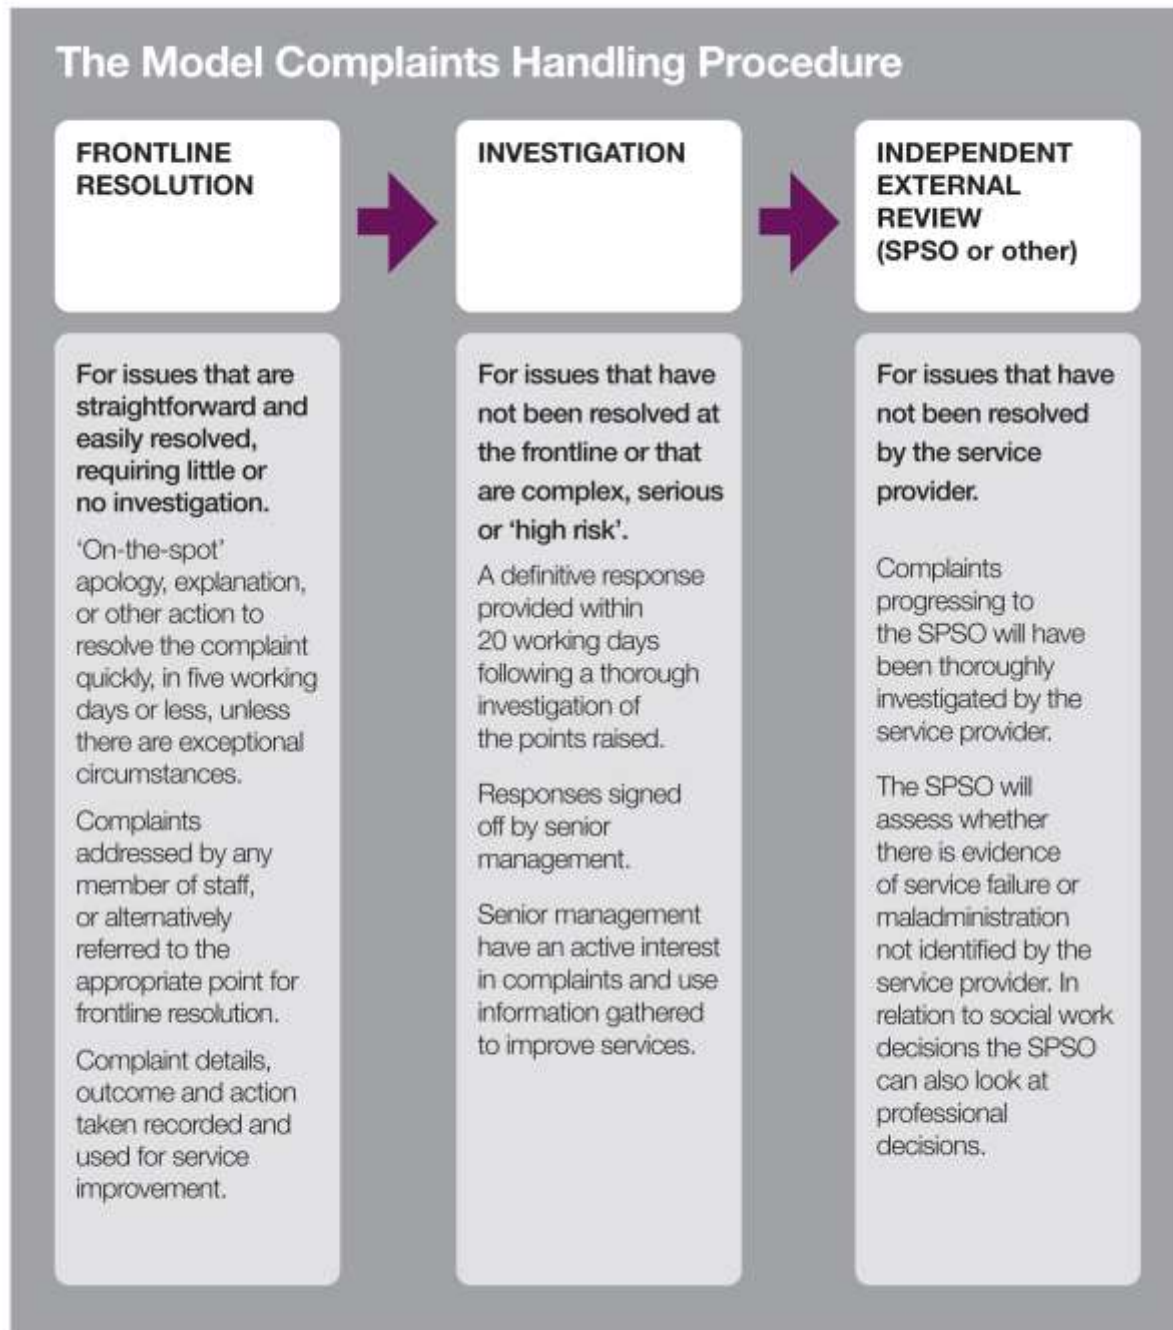 The Model Complaints Handling Procedure
FRONTLINE
RESOLUTION
INVESTIGATION
INDEPENDENT
EXTERNAL
REVIEW
(SPSO or other)
For issues that are
straightforward and
easily resolved,
requiring little or
no investigation.
‘On-the-spot’
apology, explanation,
or other action to
resolve the complaint
quickly, in five working
days or less, unless
there are exceptional
circumstances.
Complaints
addressed by any
member of staff,
or alternatively
referred to the
appropriate point for
frontline resolution.
Complaint details,
outcome and action
taken recorded and
used for service
improvement.
For issues that have
not been resolved at
the frontline or that
are complex, serious
or ‘high risk’.
A definitive response
provided within
20 working days
following a thorough
investigation of
the points raised.
Responses signed
off by senior
management.
Senior management
have an active interest
in complaints and use
information gathered
to improve services.
For issues that have
not been resolved
by the service
provider.
Complaints
progressing to
the SPSO will have
been thoroughly
investigated by the
service provider.
The SPSO will
assess whether
there is evidence
of service failure or
maladministration
not identified by the
service provider. In
relation to social work
decisions the SPSO
can also look at
professional
decisions.